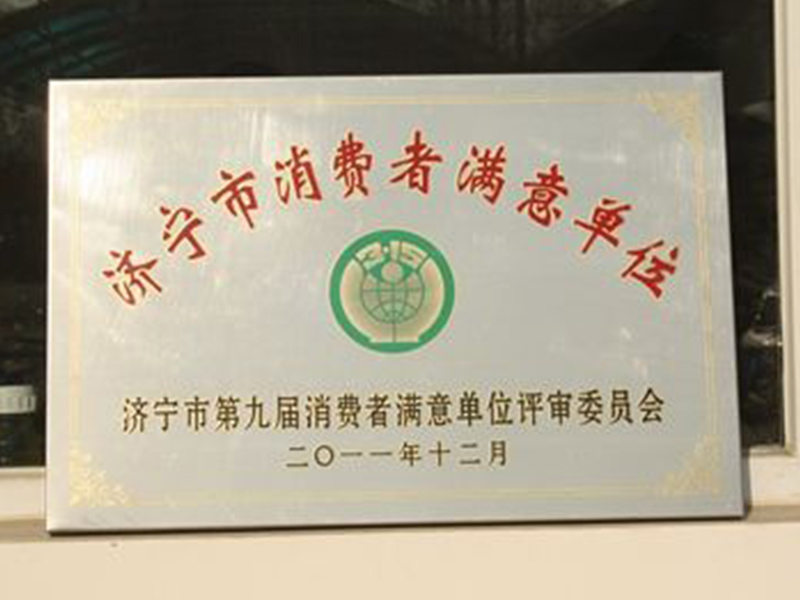 济宁市消费者满意单位
济宁市第九届消费者满意单位评审委员会
二〇一一年十二月